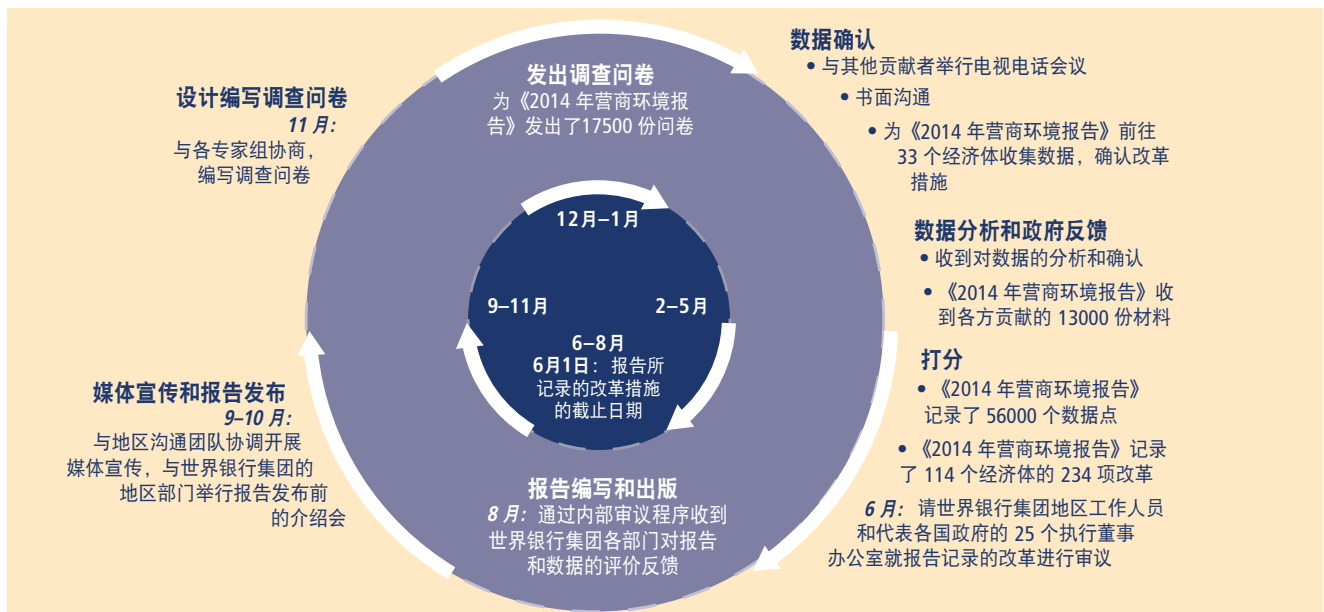 设计编写调查问卷
11 月：
与各专家组协商，
编写调查问卷
发出调查问卷
为《2014 年营商环境报
告》发出了17500 份问卷
数据确认
• 与其他贡献者举行电视电话会议
• 书面沟通
• 为《2014 年营商环境报告》前往
33 个经济体收集数据，确认改革
措施
数据分析和政府反馈
• 收到对数据的分析和确认
• 《2014 年营商环境报告》收
到各方贡献的 13000 份材料
打分
• 《2014 年营商环境报告》
记录了 56000 个数据点
• 《2014 年营商环境报告》记录
了 114 个经济体的 234 项改革
6 月：请世界银行集团地区工作人员
和代表各国政府的 25 个执行董事
办公室就报告记录的改革进行审议
12月–1月
2–5月
6–8月
6月1日：报告所
记录的改革措施
的截止日期
9–11月
报告编写和出版
8 月：通过内部审议程序收到
世界银行集团各部门对报告
和数据的评价反馈
媒体宣传和报告发布
9–10 月：
与地区沟通团队协调开展
媒体宣传，与世界银行集团的
地区部门举行报告发布前
的介绍会